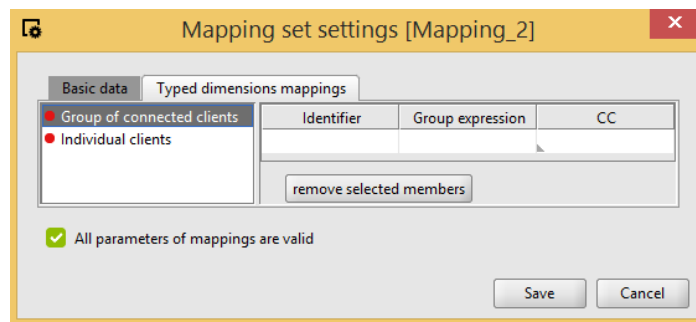 Mapping set settings [Mapping_2]
Basic data Typed dimensions mappings
Group of connected clients Identifier Group expression CC
Individual clients
remove selected members
All parameters of mappings are valid
Save Cancel